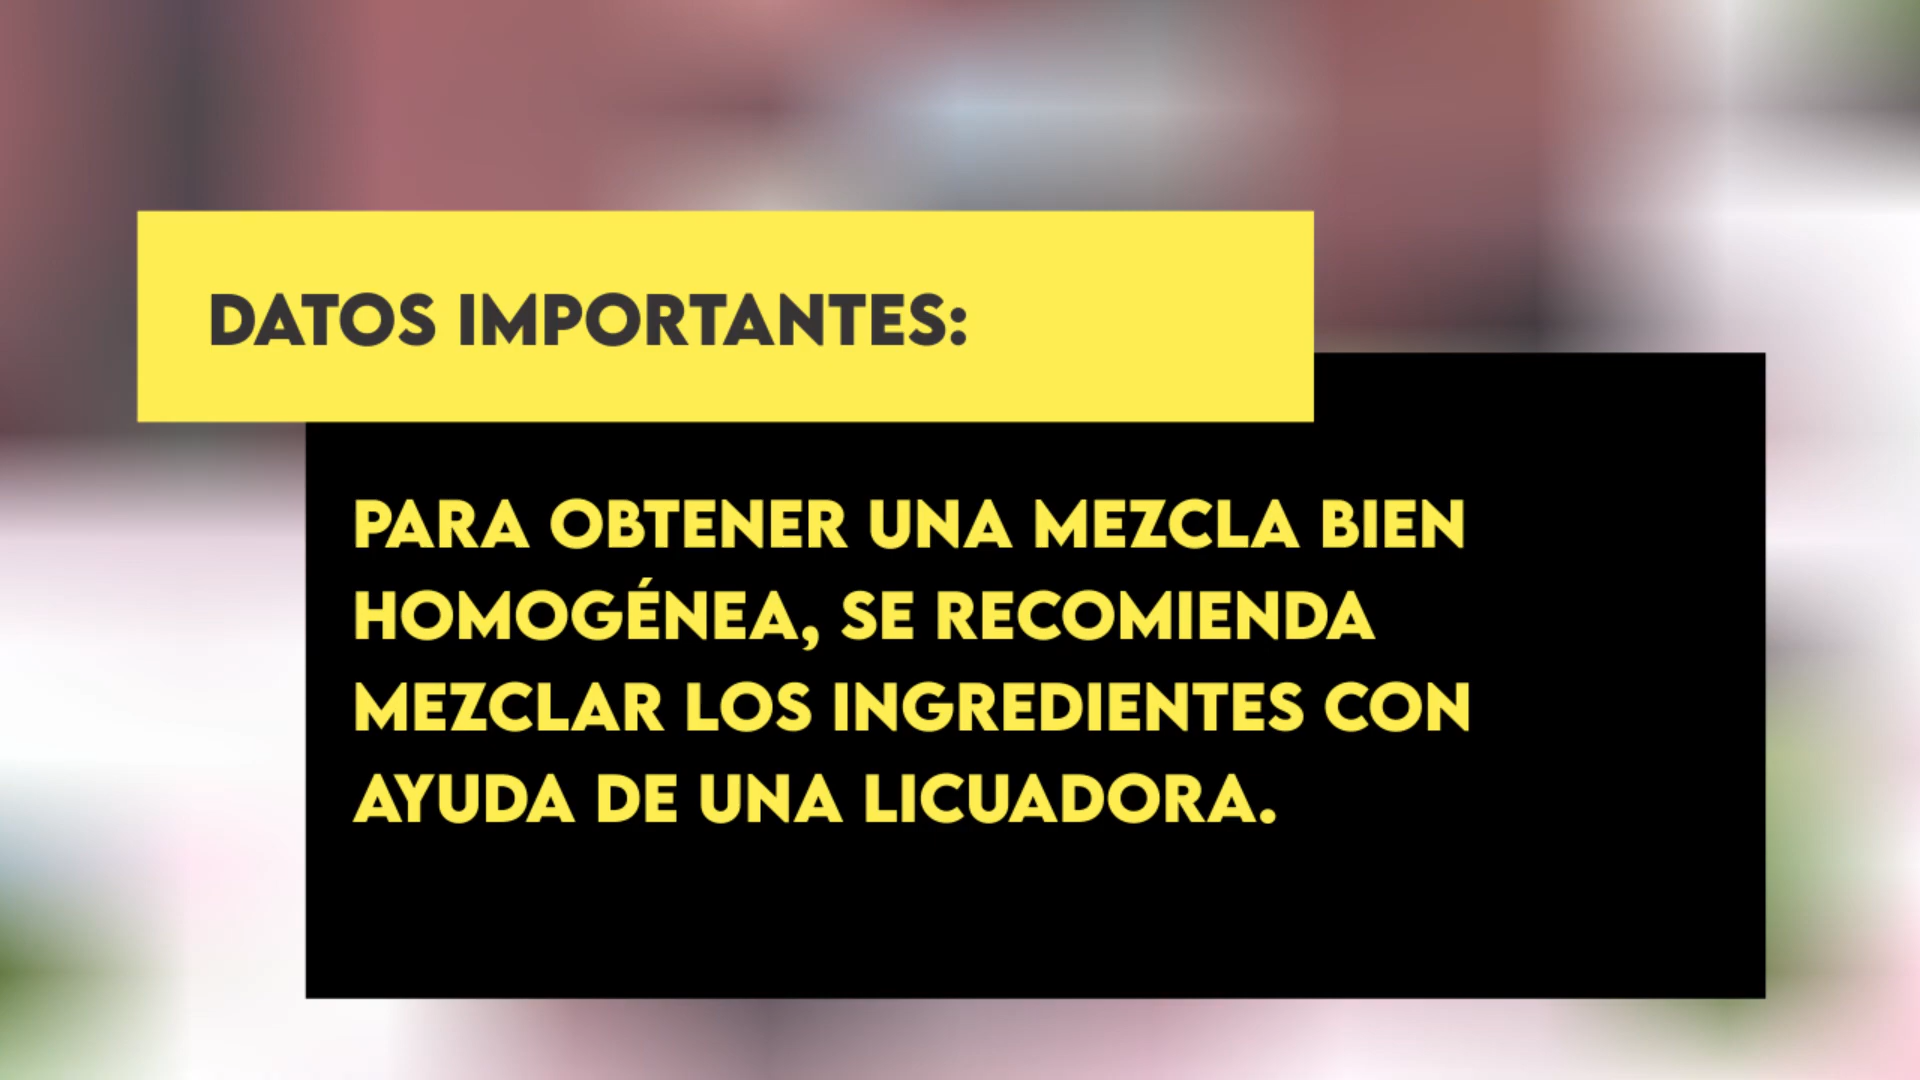 DATOS IMPORTANTES:
PARA OBTENER UNA MEZCLA BIEN
HOMOGÉNEA, SE RECOMIENDA
MEZCLAR LOS INGREDIENTES CON
AYUDA DE UNA LICUADORA.